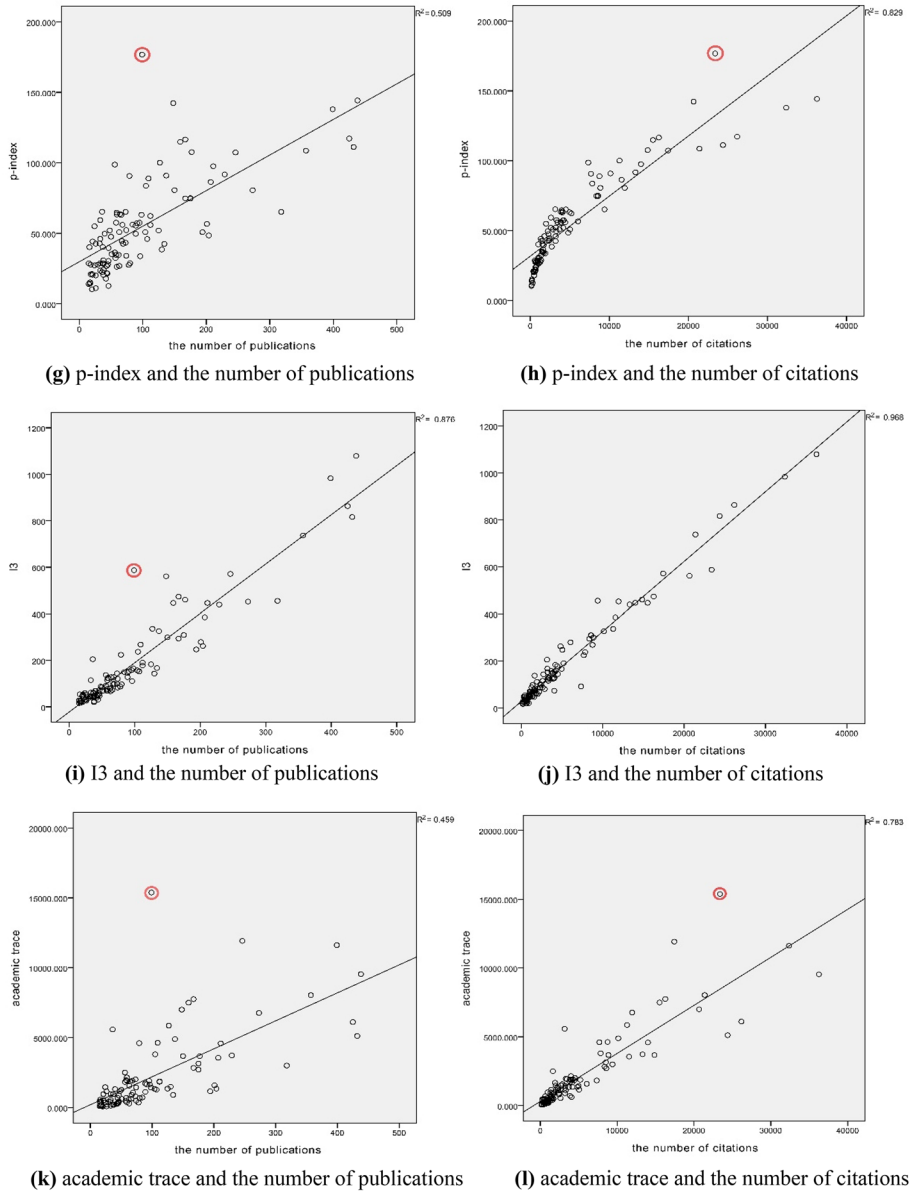 R² = 0.509
200.000
150.000
100.000
50.000
0.000
p-index
0 100 200 300 400 500
the number of publications
(g) p-index and the number of publications
R² = 0.829
200.000
150.000
100.000
50.000
0.000
p-index
0 10000 20000 30000 40000
the number of citations
(h) p-index and the number of citations
R² = 0.876
1200
1000
800
600
400
200
0
I3
0 100 200 300 400 500
the number of publications
(i) I3 and the number of publications
R² = 0.968
1200
1000
800
600
400
200
0
I3
0 10000 20000 30000 40000
the number of citations
(j) I3 and the number of citations
R² = 0.459
20000.000
15000.000
10000.000
5000.000
0.000
academic trace
0 100 200 300 400 500
the number of publications
(k) academic trace and the number of publications
R² = 0.783
20000.000
15000.000
10000.000
5000.000
0.000
academic trace
0 10000 20000 30000 40000
the number of citations
(l) academic trace and the number of citations